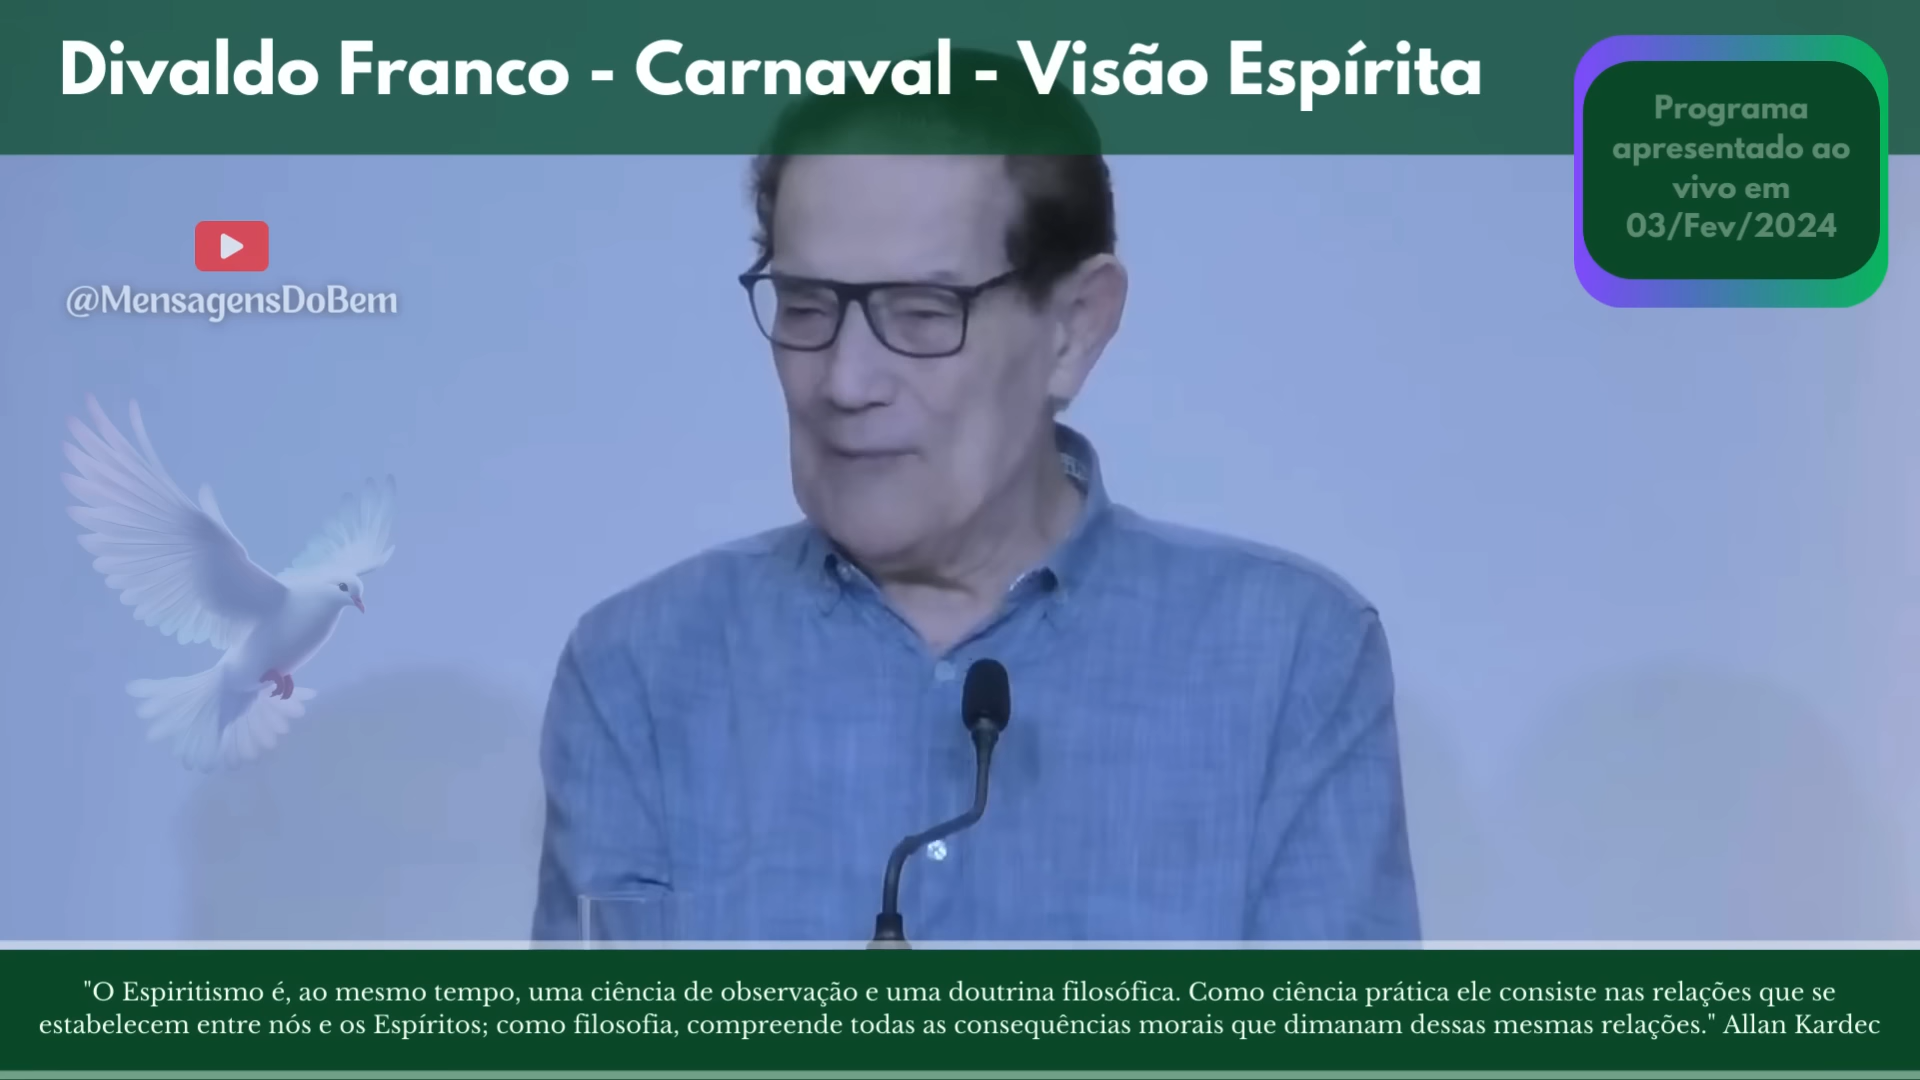 Divaldo Franco - Carnaval - Visão Espírita
Programa
apresentado ao
vivo em
03/Fev/2024
@MensagensDoBem
"O Espiritismo é, ao mesmo tempo, uma ciência de observação e uma doutrina filosófica. Como ciência prática ele consiste nas relações que se
estabelecem entre nós e os Espíritos; como filosofia, compreende todas as consequências morais que dimanam dessas mesmas relações." Allan Kardec